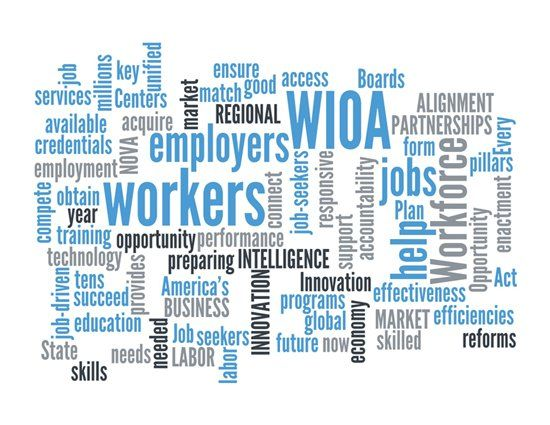 job
millions
key
unified
ensure
good
access
Boards
services
Centers
market
match
WIOA
ALIGNMENT
REGIONAL
PARTNERSHIPS
Every
available
acquire
credentials
NOVA
employers
form
pillars
employment
connect
job-seekers
responsive
accountability
jobs
Workforce
compete
obtain
workers
Plan
enactment
year
training
opportunity
performance
support
help
Opportunity
technology
preparing
INTELLIGENCE
job-driven
tens
provides
America's
INNOVATION
Innovation
effectiveness
Act
succeed
BUSINESS
programs
economy
education
needed
Job
seekers
global
MARKET
efficiencies
State
needs
LABOR
labor
future
now
skilled
reforms
skills